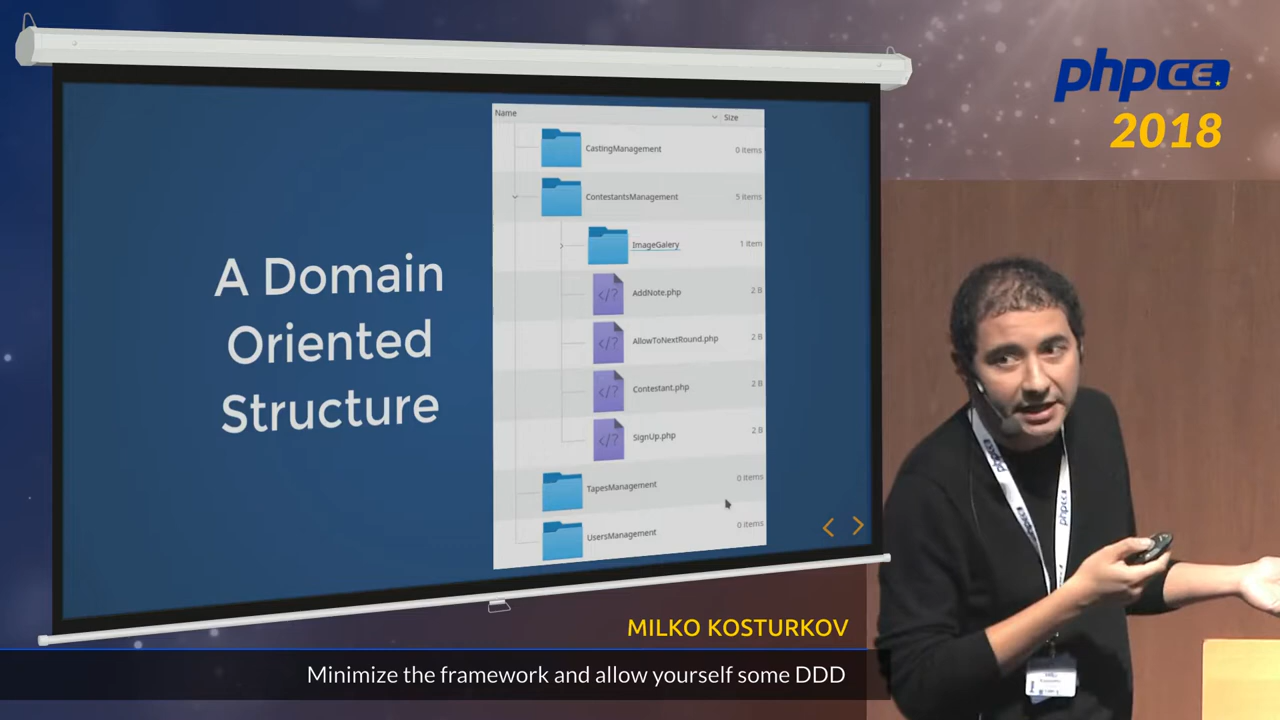 phpCE
2018
Name Size
CastingManagement 0 items
ContestantsManagement 5 items
ImageGalery 1 item
AddNote.php 2 B
AllowToNextRound.php 2 B
Contestant.php 2 B
SignUp.php 2 B
TapesManagement 0 items
UsersManagement 0 items
A Domain
Oriented
Structure
phpCE
phpCE
MILKO KOSTURKOV
Minimize the framework and allow yourself some DDD